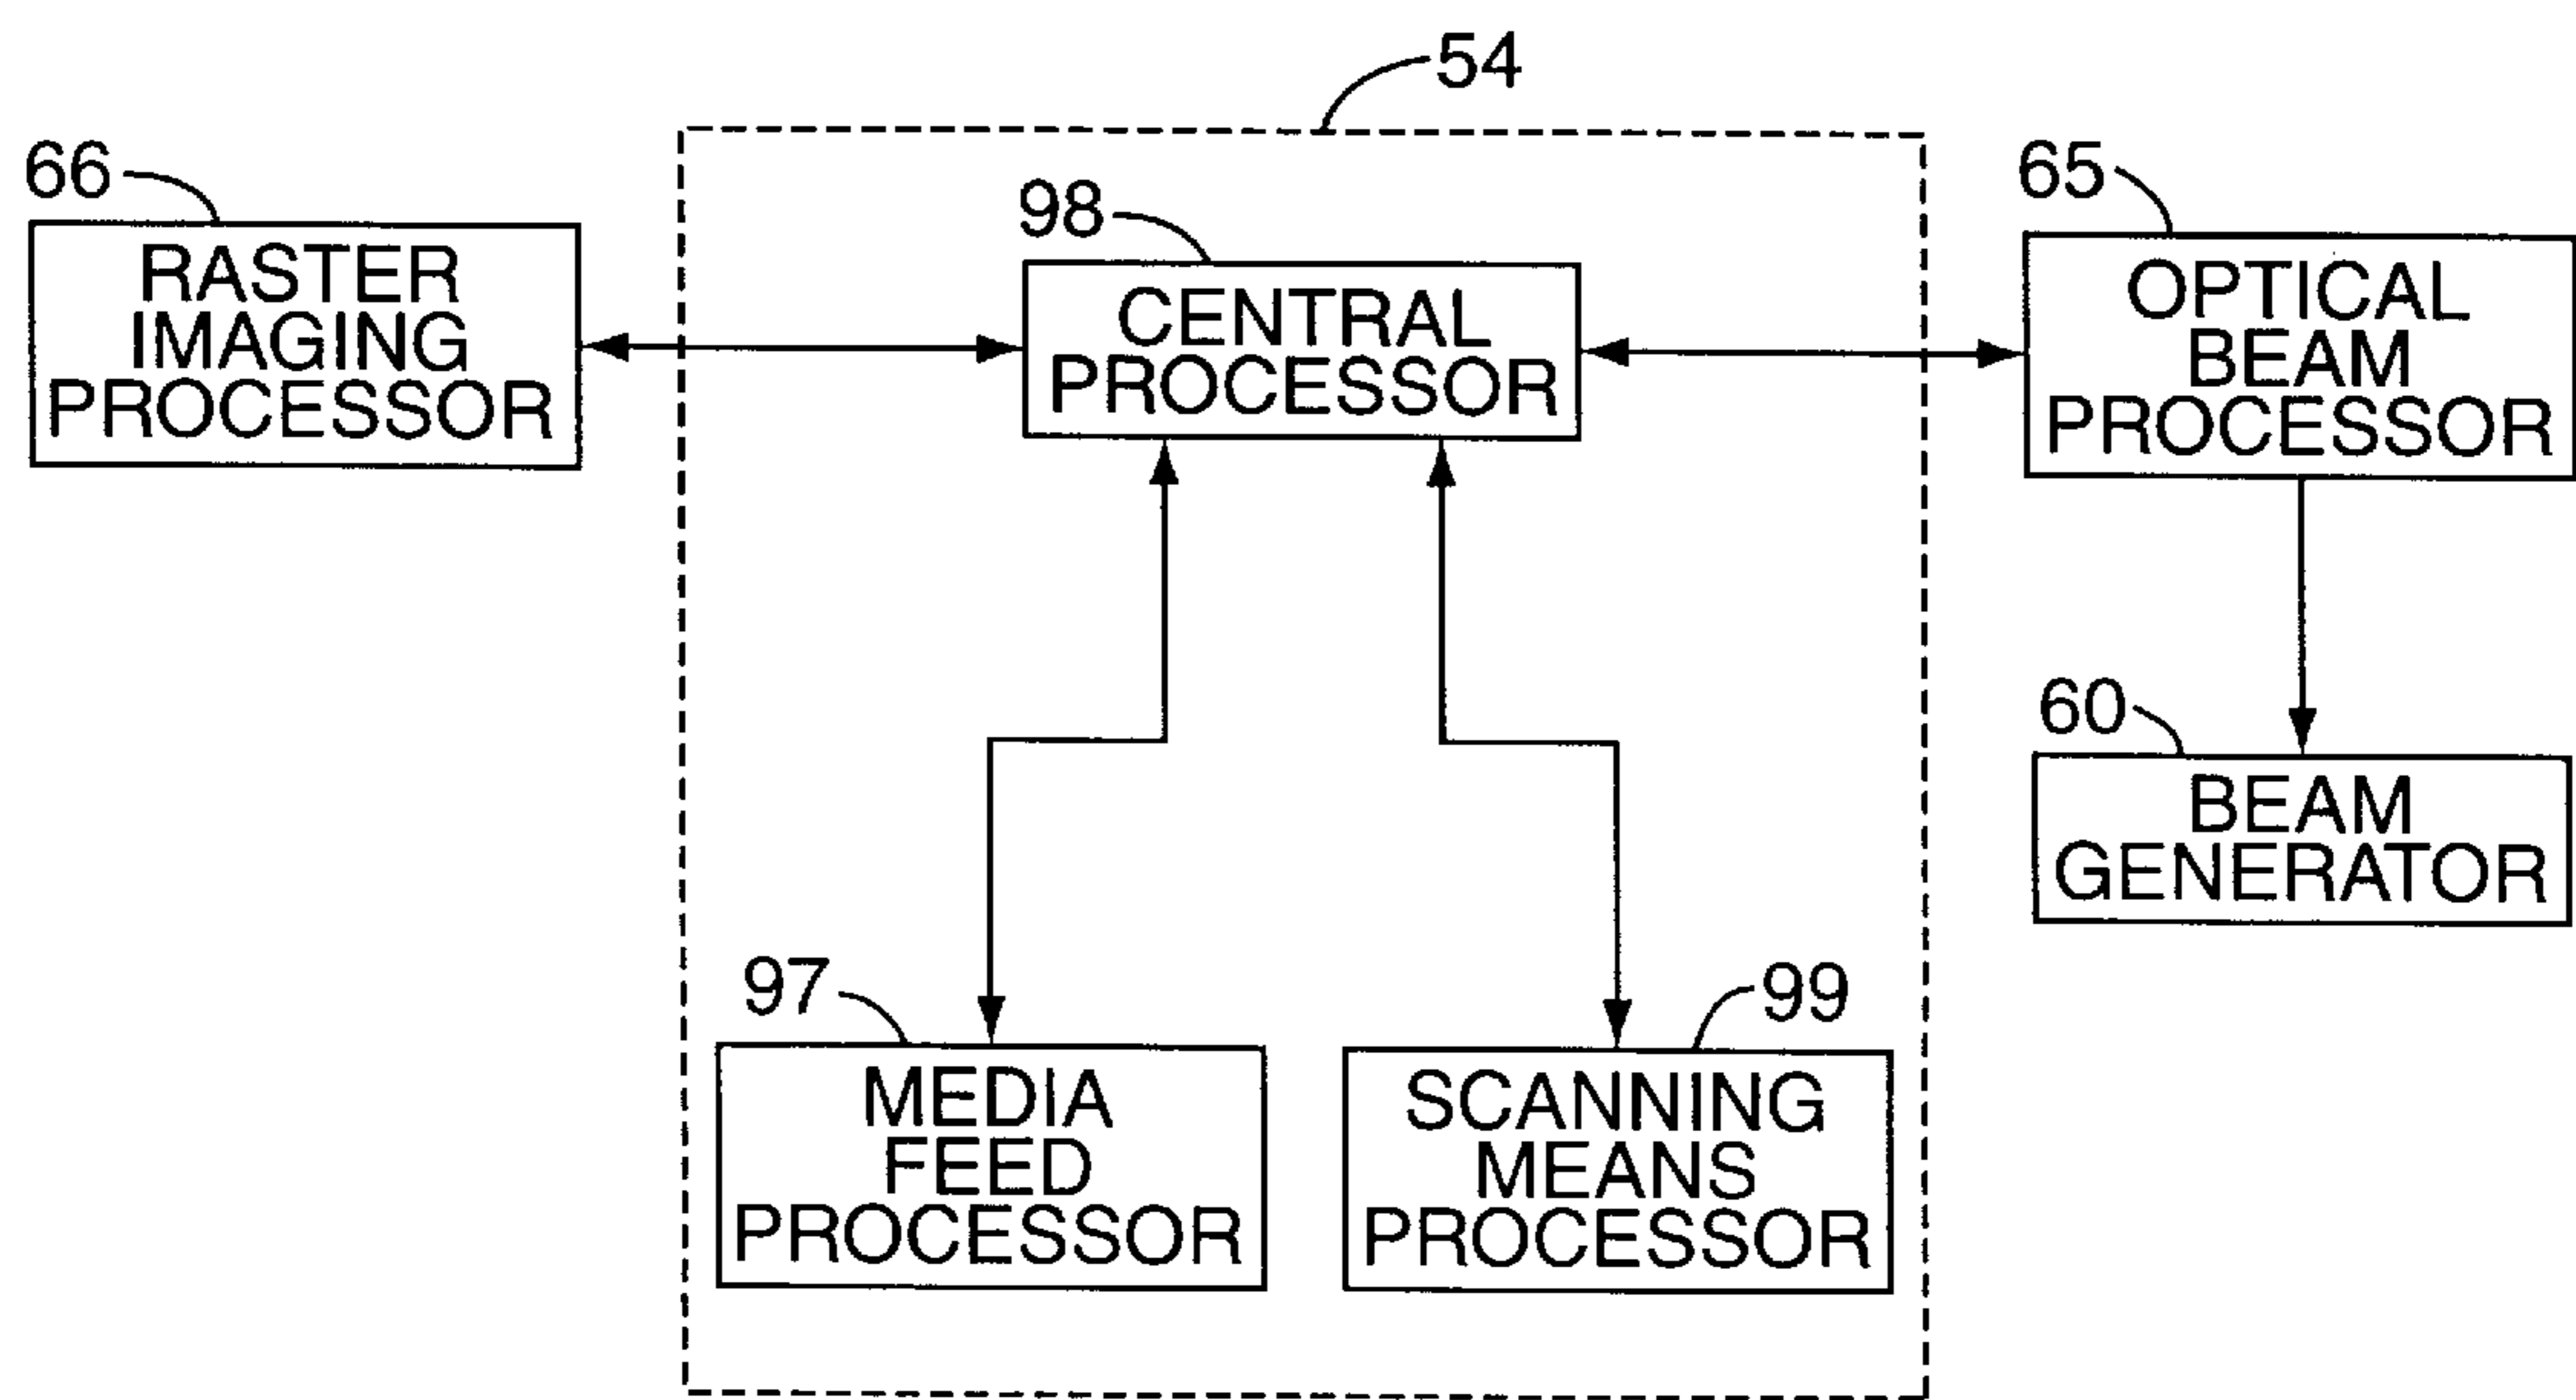 54
66
98
65
RASTER
IMAGING
PROCESSOR
CENTRAL
PROCESSOR
OPTICAL
BEAM
PROCESSOR
60
BEAM
GENERATOR
97
99
MEDIA
FEED
PROCESSOR
SCANNING
MEANS
PROCESSOR